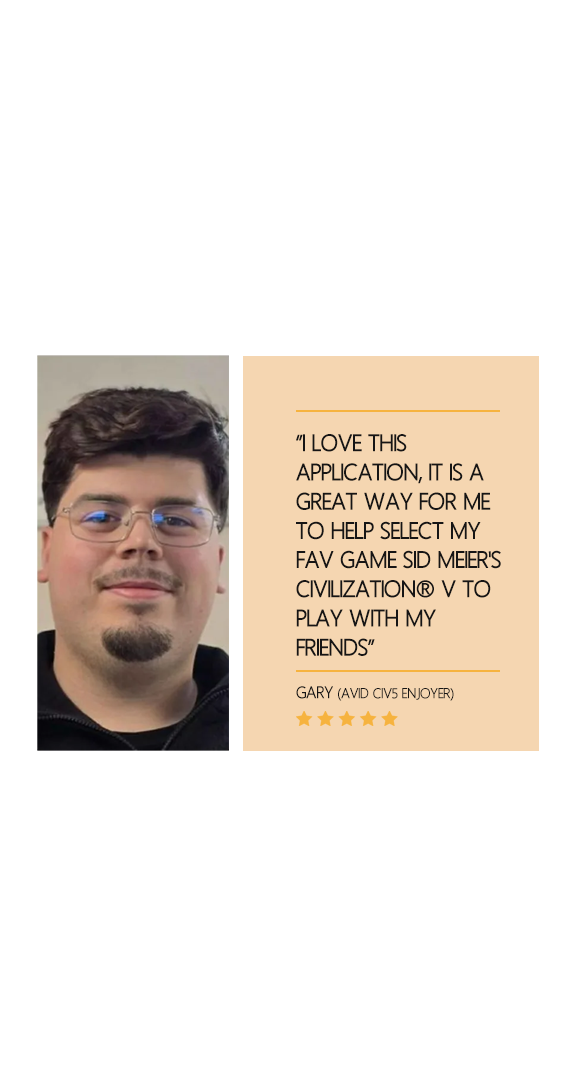 “I LOVE THIS
APPLICATION, IT IS A
GREAT WAY FOR ME
TO HELP SELECT MY
FAV GAME SID MEIER'S
CIVILIZATION® V TO
PLAY WITH MY
FRIENDS”
GARY (AVID CIV5 ENJOYER)